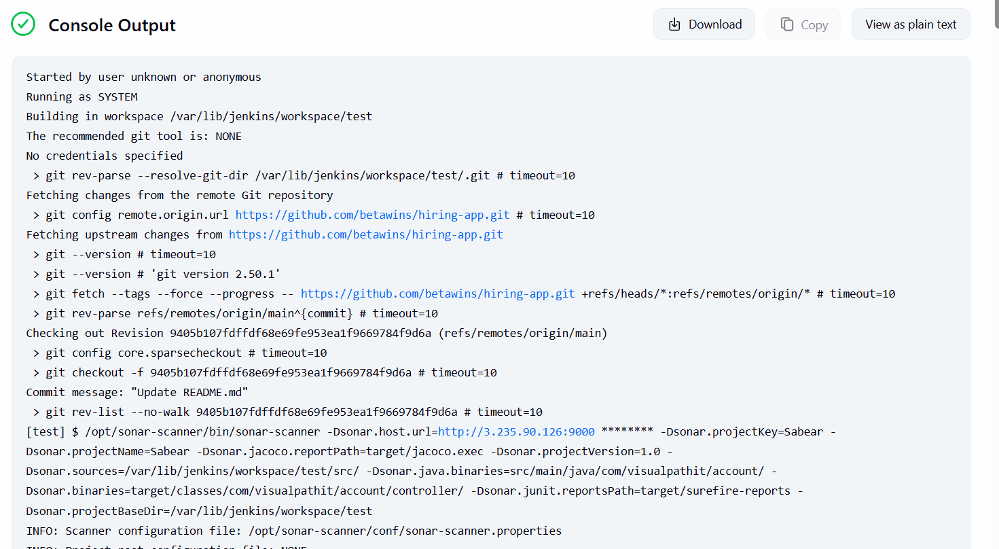 Console Output
Download
Copy
View as plain text
Started by user unknown or anonymous
Running as SYSTEM
Building in workspace /var/lib/jenkins/workspace/test
The recommended git tool is: NONE
No credentials specified
 > git rev-parse --resolve-git-dir /var/lib/jenkins/workspace/test/.git # timeout=10
Fetching changes from the remote Git repository
 > git config remote.origin.url https://github.com/betawins/hiring-app.git # timeout=10
Fetching upstream changes from https://github.com/betawins/hiring-app.git
 > git --version # timeout=10
 > git --version # 'git version 2.50.1'
 > git fetch --tags --force --progress -- https://github.com/betawins/hiring-app.git +refs/heads/*:refs/remotes/origin/* # timeout=10
 > git rev-parse refs/remotes/origin/main^{commit} # timeout=10
Checking out Revision 9405b107fdffdf68e69fe953ea1f9669784f9d6a (refs/remotes/origin/main)
 > git config core.sparsecheckout # timeout=10
 > git checkout -f 9405b107fdffdf68e69fe953ea1f9669784f9d6a # timeout=10
Commit message: "Update README.md"
 > git rev-list --no-walk 9405b107fdffdf68e69fe953ea1f9669784f9d6a # timeout=10
[test] $ /opt/sonar-scanner/bin/sonar-scanner -Dsonar.host.url=http://3.235.90.126:9000 ******** -Dsonar.projectKey=Sabear -
Dsonar.projectName=Sabear -Dsonar.jacoco.reportPath=target/jacoco.exec -Dsonar.projectVersion=1.0 -
Dsonar.sources=/var/lib/jenkins/workspace/test/src/ -Dsonar.java.binaries=src/main/java/com/visualpathit/account/ -
Dsonar.binaries=target/classes/com/visualpathit/account/controller/ -Dsonar.junit.reportsPath=target/surefire-reports -
Dsonar.projectBaseDir=/var/lib/jenkins/workspace/test
INFO: Scanner configuration file: /opt/sonar-scanner/conf/sonar-scanner.properties
INFO: Project root configuration file: NONE